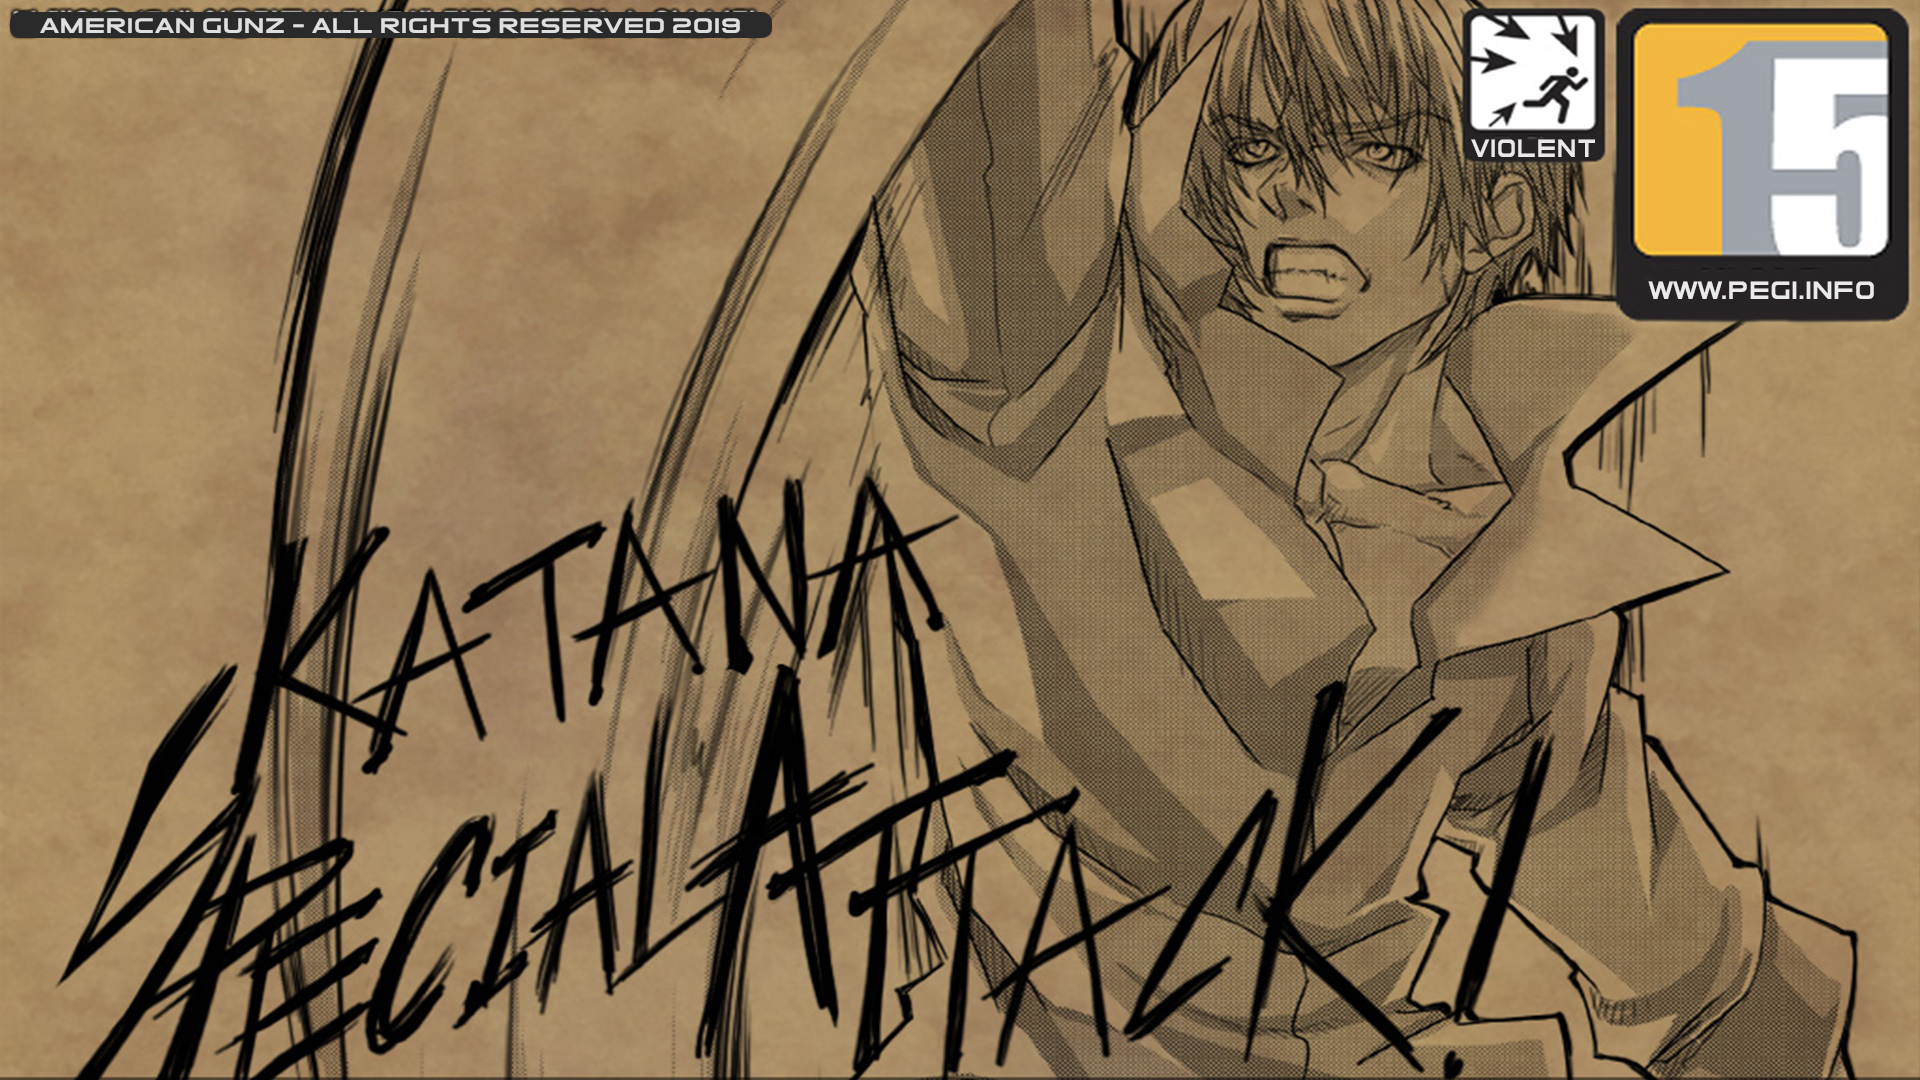 AMERICAN GUNZ - ALL RIGHTS RESERVED 2019
VIOLENT
15
WWW.PEGI.INFO
KATANA
SPECIAL ATTACK!